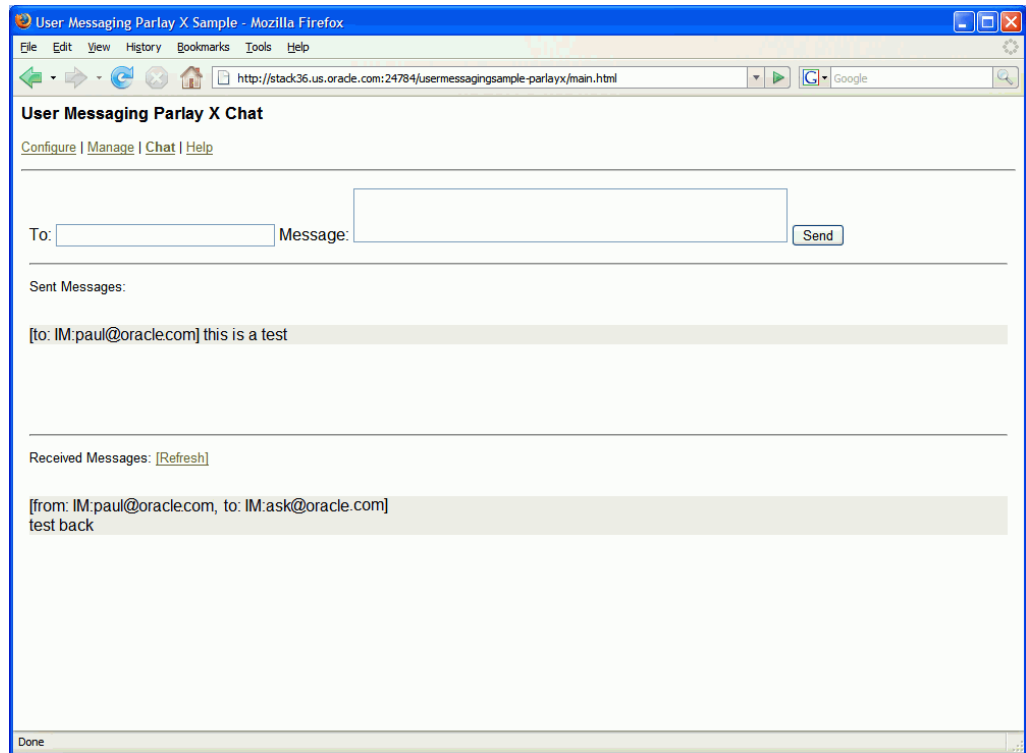 User Messaging Parlay X Sample - Mozilla Firefox
File Edit View History Bookmarks Tools Help
http://stack36.us.oracle.com:24784/usermessagingsample-parlayx/main.html G Google
User Messaging Parlay X Chat
Configure | Manage | Chat | Help
To: Message: Send
Sent Messages:
[to: IM:paul@oracle.com] this is a test
Received Messages: [Refresh]
[from: IM:paul@oracle.com, to: IM:ask@oracle.com]
test back
Done